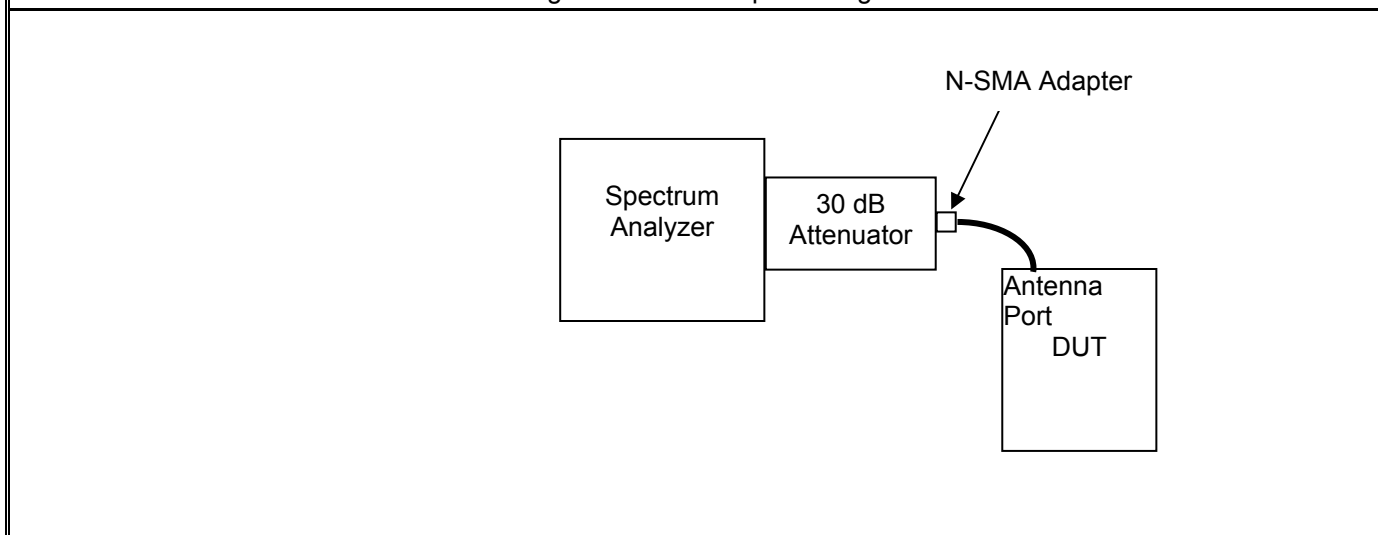 N-SMA Adapter
Spectrum
Analyzer
30 dB
Attenuator
Antenna
Port
DUT